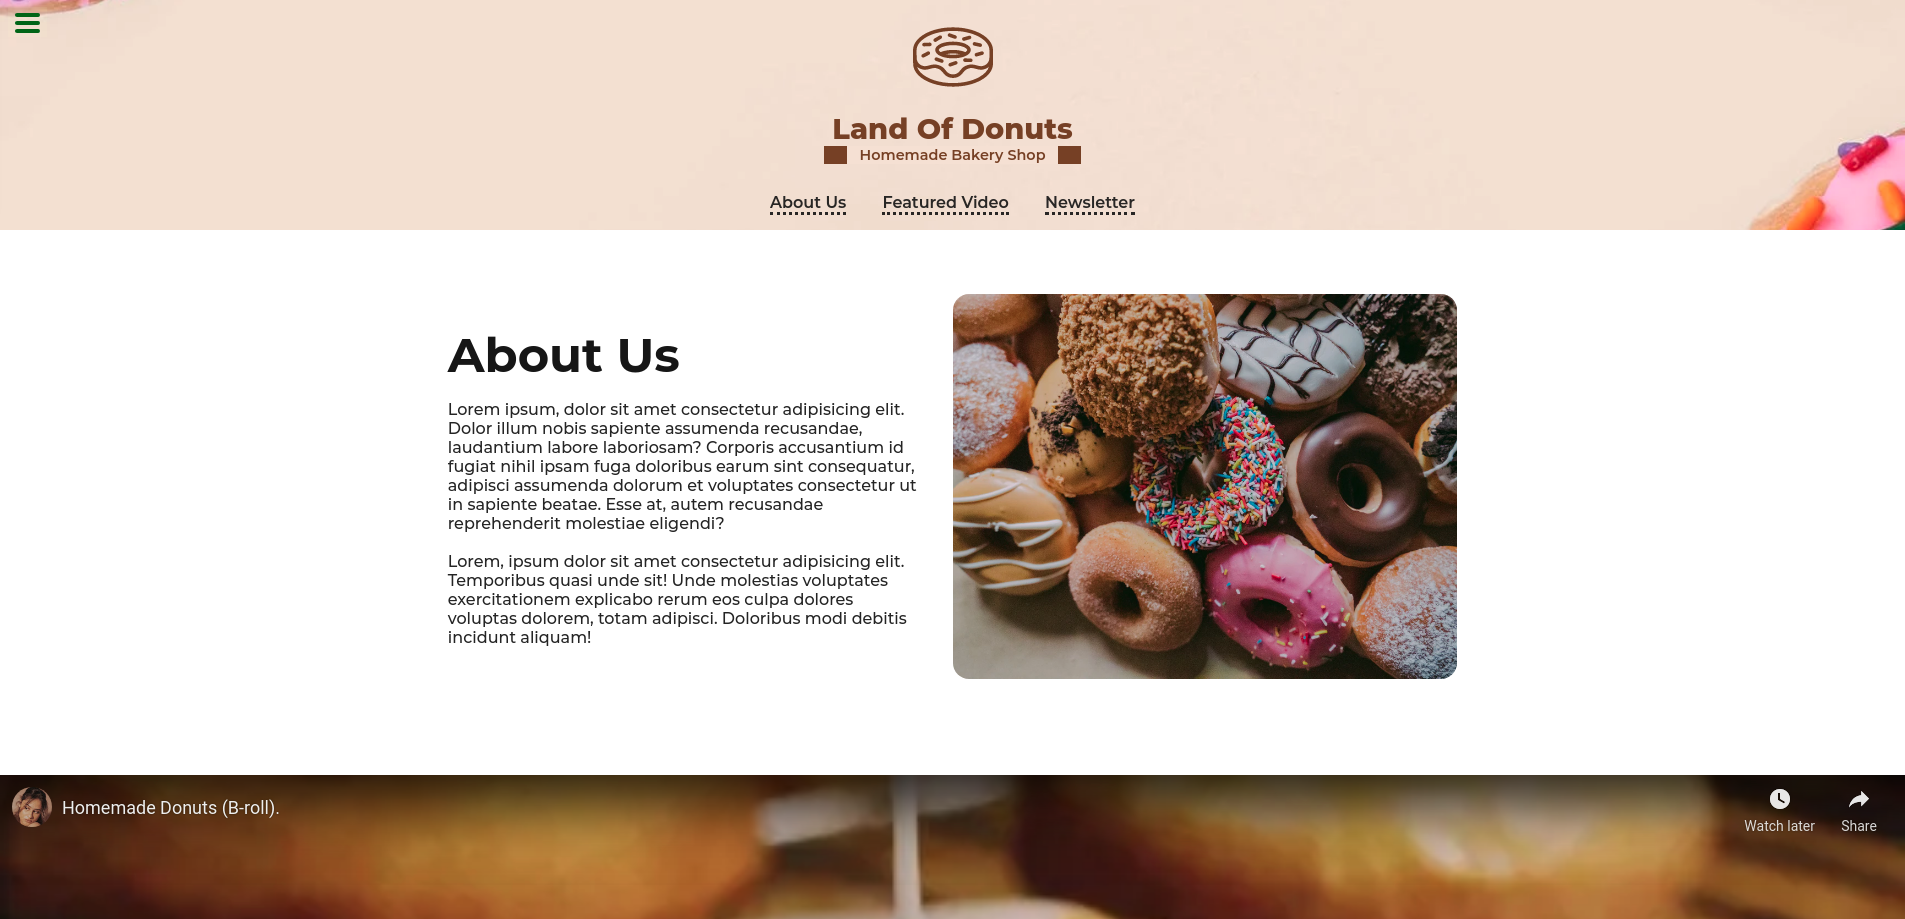 Land Of Donuts
Homemade Bakery Shop
About Us Featured Video Newsletter
About Us
Lorem ipsum, dolor sit amet consectetur adipisicing elit.
Dolor illum nobis sapiente assumenda recusandae,
laudantium labore laboriosam? Corporis accusantium id
fugiat nihil ipsam fuga doloribus earum sint consequatur,
adipisci assumenda dolorum et voluptates consectetur ut
in sapiente beatae. Esse at, autem recusandae
reprehenderit molestiae eligendi?
Lorem, ipsum dolor sit amet consectetur adipisicing elit.
Temporibus quasi unde sit! Unde molestias voluptates
exercitationem explicabo rerum eos culpa dolores
voluptas dolorem, totam adipisci. Doloribus modi debitis
incidunt aliquam!
Homemade Donuts (B-roll).
Watch later Share